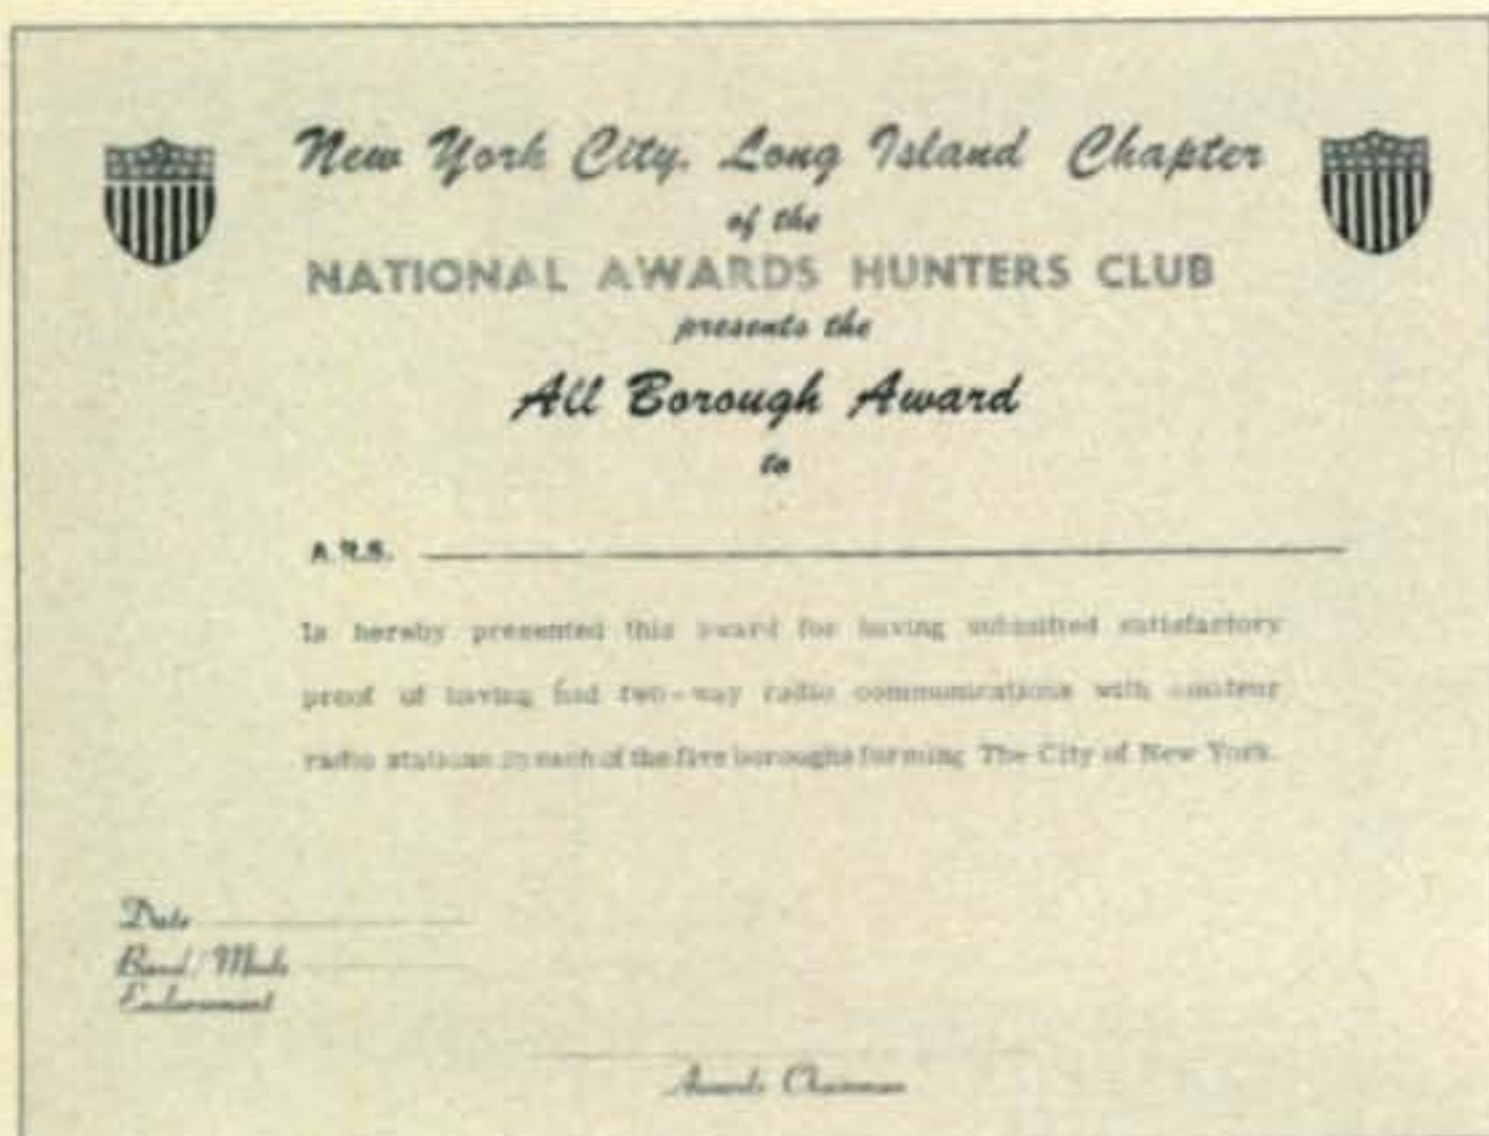 New York City, Long Island Chapter
of the
NATIONAL AWARDS HUNTERS CLUB
presents the
All Borough Award
to
A.R.S.
Is hereby presented this award for having submitted satisfactory
proof of having had two-way radio communications with amateur
radio stations in each of the five boroughs forming The City of New York.
Date
Band/Mode
Endorsement
Awards Chairman